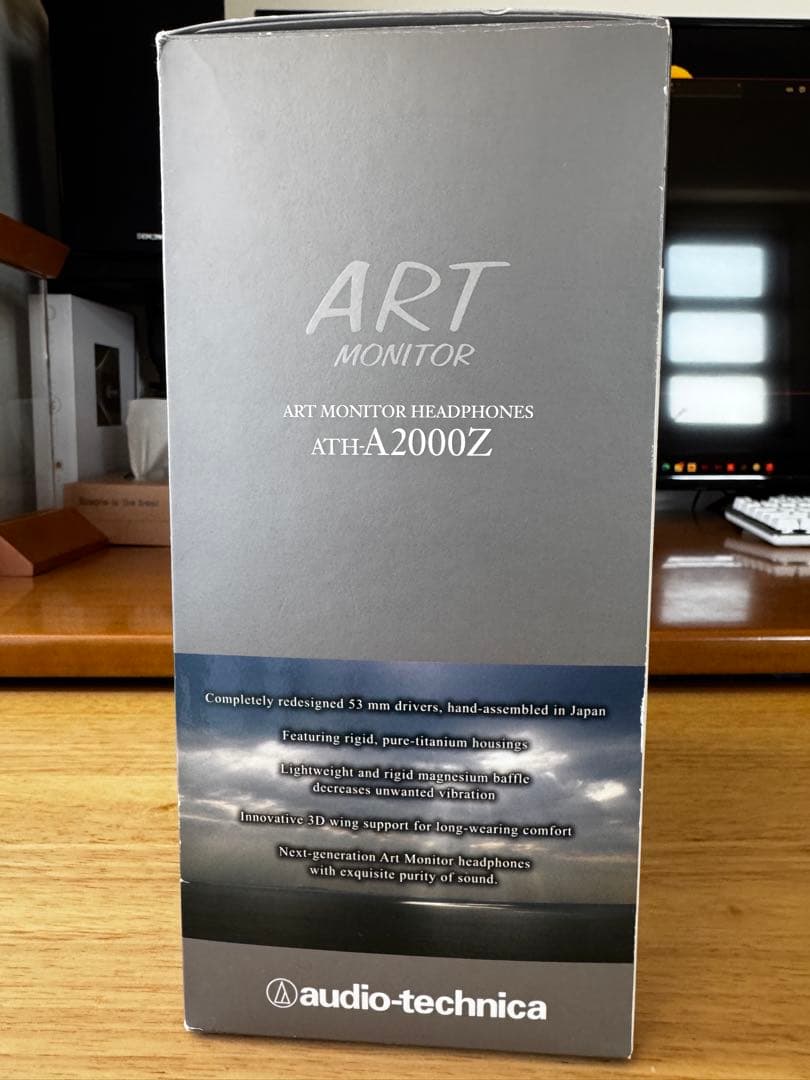 ART
MONITOR
ART MONITOR HEADPHONES
ATH-A2000Z
Completely redesigned 53 mm drivers, hand-assembled in Japan
Featuring rigid, pure-titanium housings
Lightweight and rigid magnesium baffle
decreases unwanted vibration
Innovative 3D wing support for long-wearing comfort
Next-generation Art Monitor headphones
with exquisite purity of sound.
audio-technica